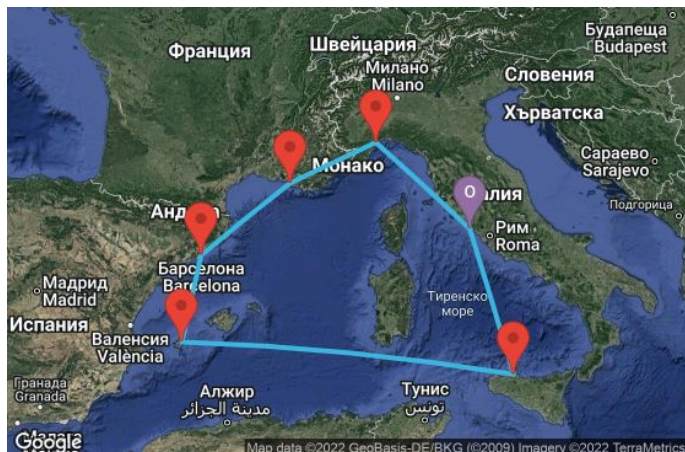 Будапеща
Budapest
Швейцария
Франция
Милано
Milano
Словения
Хърватска
Монако
Сараево
Sarajevo
O
Подгорица
Рим
Roma
Барселона
Barcelona
Мадрид
Madrid
Тиренско
море
Испания
Валенсия
València
Гранада
Granada
Алжир
مدينة الجزائر
Тунис
تونس
Google
Map data ©2022 GeoBasis-DE/BKG (©2009) Imagery ©2022 TerraMetrics